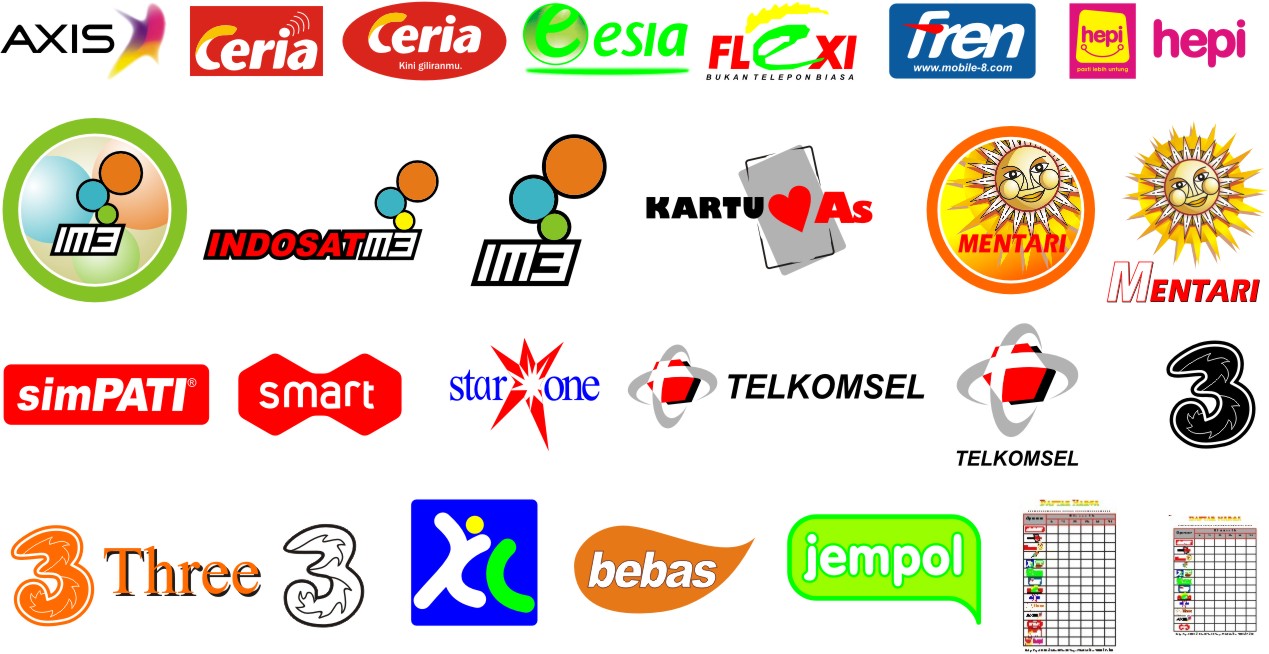 AXIS
Ceria
Ceria
Kini giliranmu.
esia
FLEXI
BUKAN TELEPON BIASA
fren
www.mobile-8.com
hepi
pasti lebih untung
hepi
IM3
INDOSAT M3
IM3
KARTU As
MENTARI
MENTARI
simPATI®
smart
star one
TELKOMSEL
TELKOMSEL
3
3 Three
3
XL
bebas
jempol
DAFTAR HARGA
DAFTAR HARGA